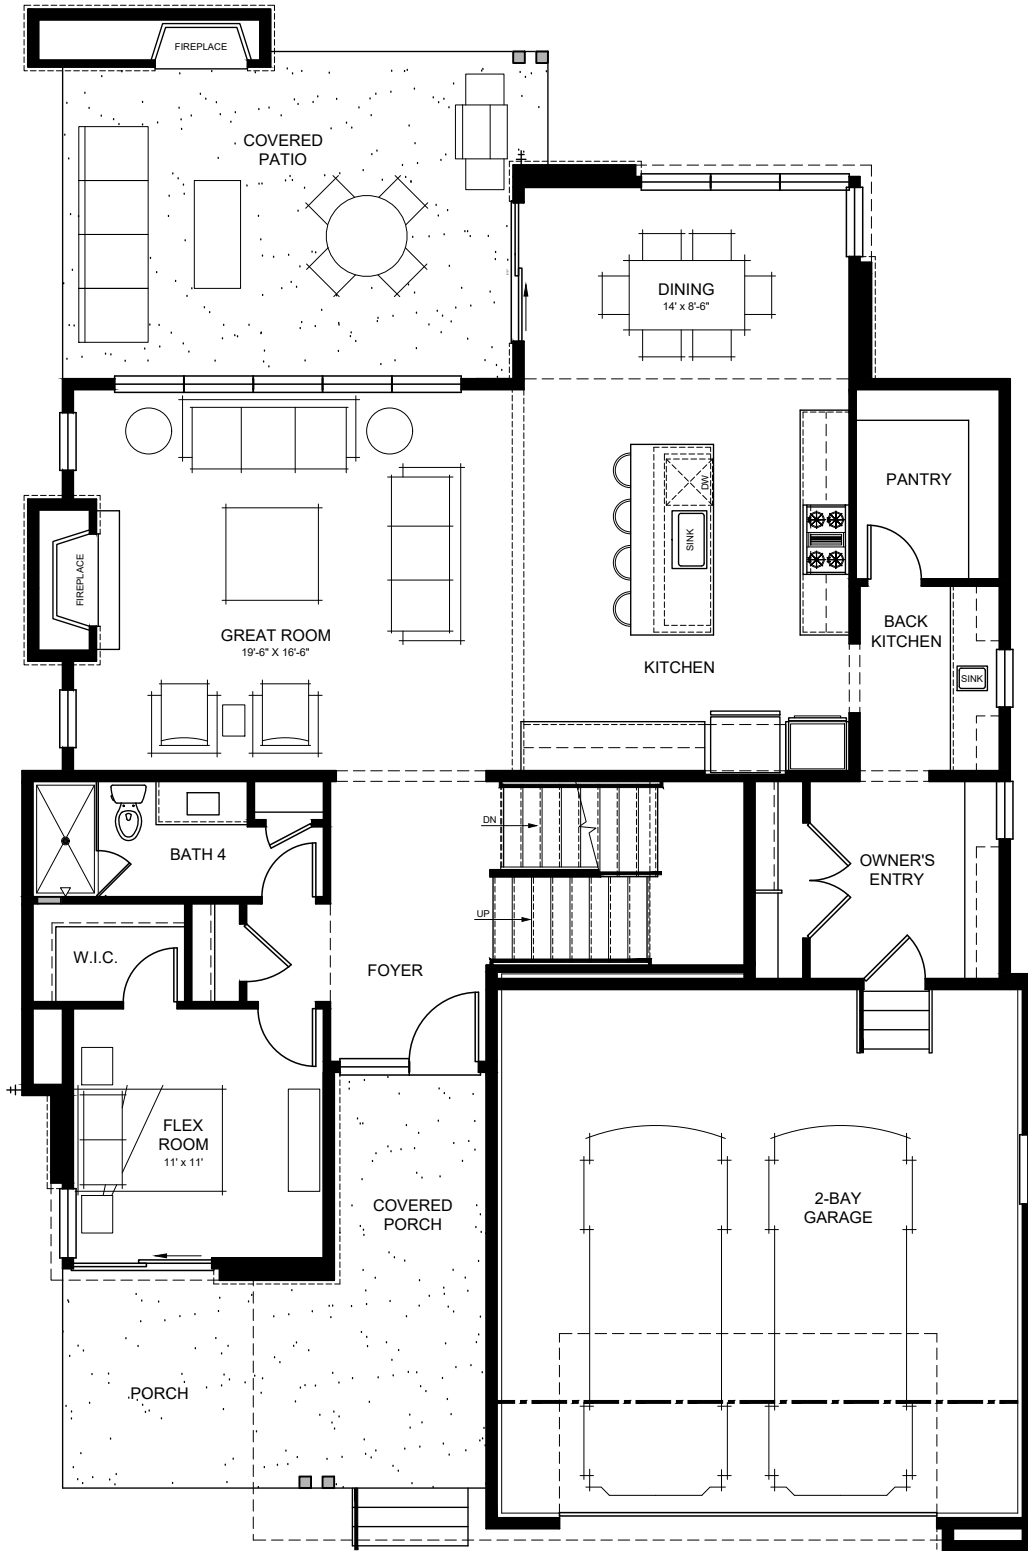 FIREPLACE
COVERED
PATIO
DINING
14' x 8'-6"
PANTRY
DW
SINK
FIREPLACE
GREAT ROOM
19'-6" X 16'-6"
BACK
KITCHEN
KITCHEN
SINK
DN
BATH 4
OWNER'S
ENTRY
UP
W.I.C.
FOYER
FLEX
ROOM
11' x 11'
COVERED
PORCH
2-BAY
GARAGE
PORCH